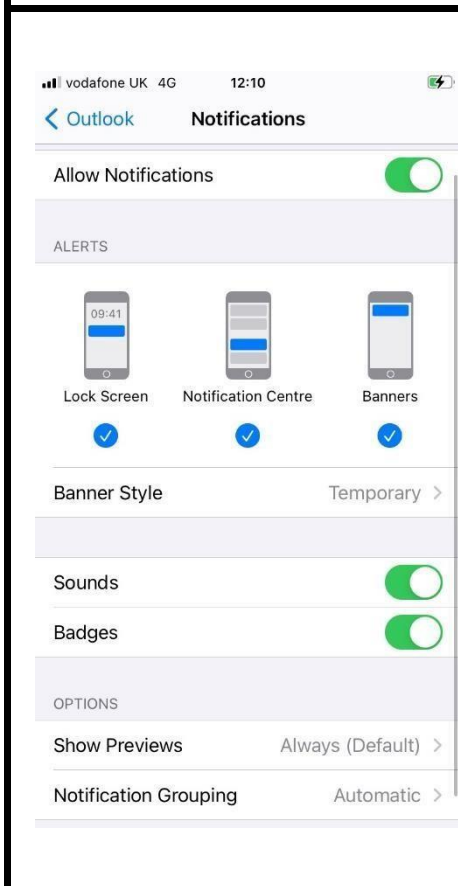 vodafone UK 4G 12:10
Outlook Notifications
Allow Notifications
ALERTS
09:41
Lock Screen Notification Centre Banners
Banner Style Temporary
Sounds
Badges
OPTIONS
Show Previews Always (Default)
Notification Grouping Automatic